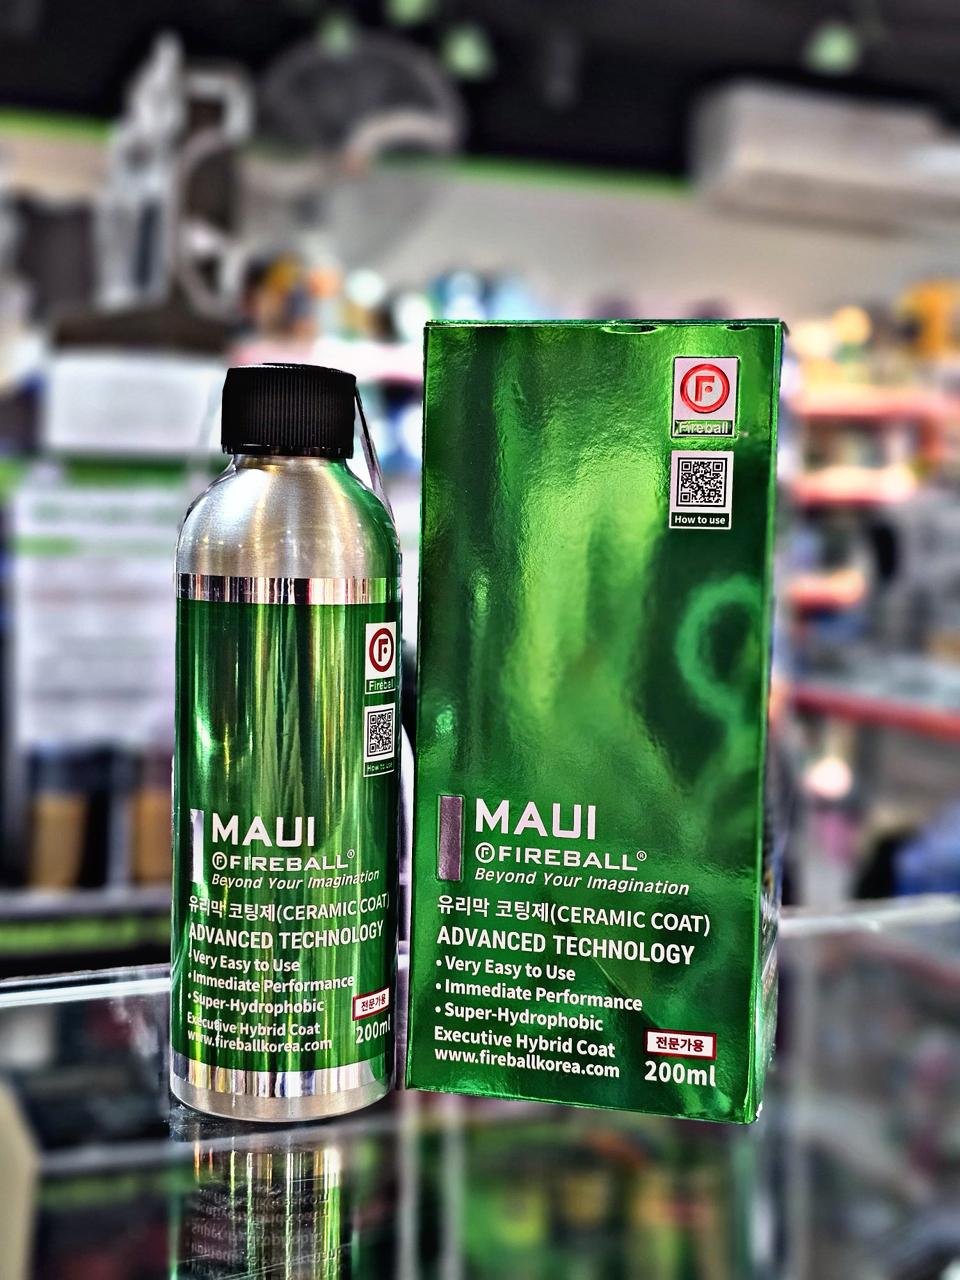 Fireball
How to use
MAUI
FIREBALL®
Beyond Your Imagination
유리막 코팅제(CERAMIC COAT)
ADVANCED TECHNOLOGY
• Very Easy to Use
• Immediate Performance
• Super-Hydrophobic
전문가용
Executive Hybrid Coat
www.fireballkorea.com
200ml
Fireball
How to use
MAUI
FIREBALL®
Beyond Your Imagination
유리막 코팅제(CERAMIC COAT)
ADVANCED TECHNOLOGY
• Very Easy to Use
• Immediate Performance
• Super-Hydrophobic
Executive Hybrid Coat
전문가용
www.fireballkorea.com
200ml